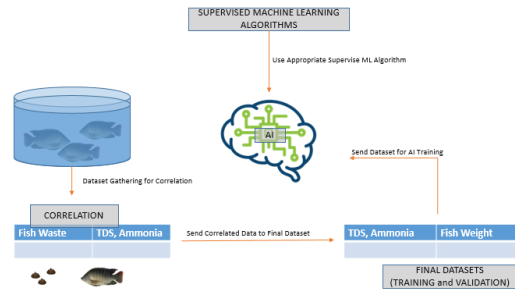 SUPERVISED MACHINE LEARNING
ALGORITHMS
Use Appropriate Supervise ML Algorithm
AI
Send Dataset for AI Training
Dataset Gathering for Correlation
CORRELATION
Fish Waste TDS, Ammonia
Send Correlated Data to Final Dataset
TDS, Ammonia Fish Weight
FINAL DATASETS
(TRAINING and VALIDATION)